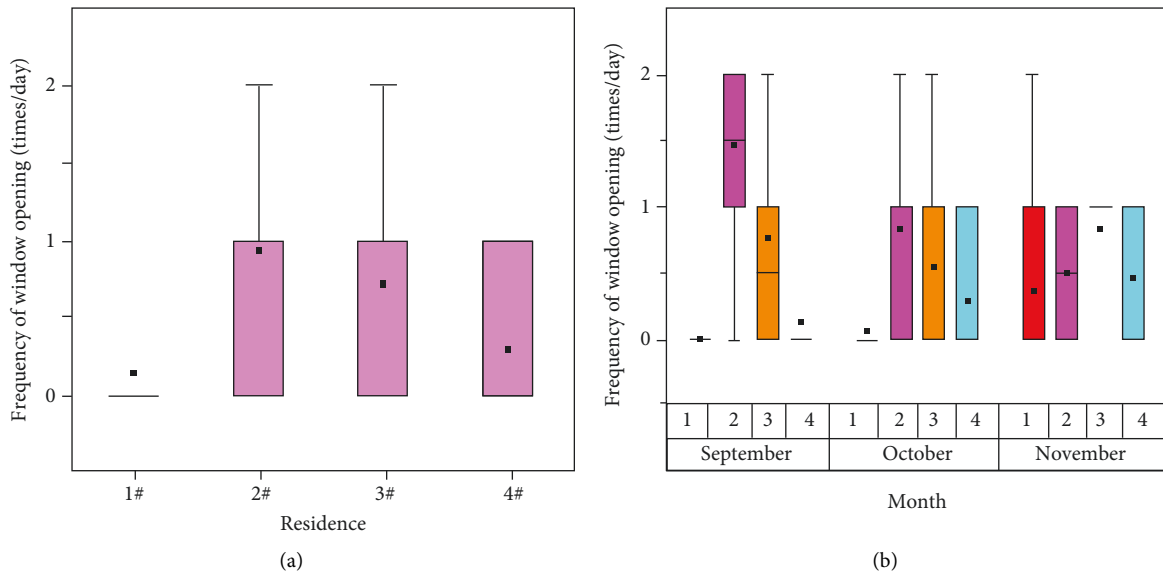 Frequency of window opening (times/day)
2
1
0
1# 2# 3# 4#
Residence
(a)
Frequency of window opening (times/day)
2
1
0
1 2 3 4 1 2 3 4 1 2 3 4
September October November
Month
(b)